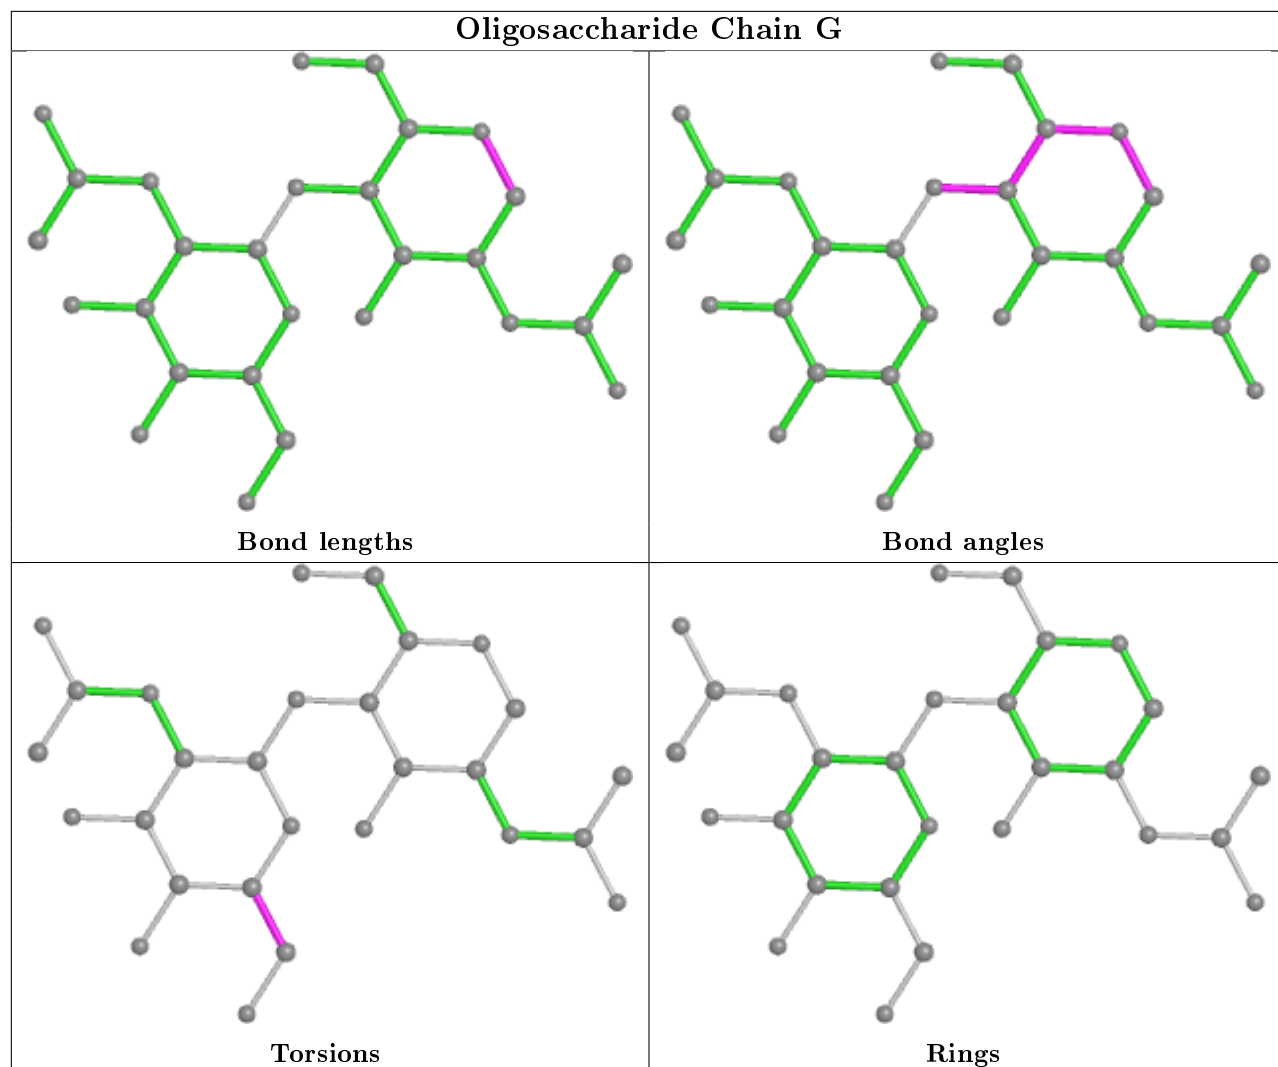 Oligosaccharide Chain G
Bond lengths
Bond angles
Torsions
Rings